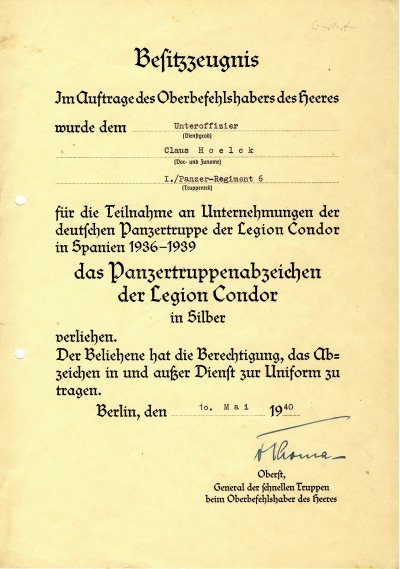 Besitzzeugnis
Im Auftrage des Oberbefehlshabers des Heeres
wurde dem Unteroffizier
(Dienstgrad)
Claus Hoelck
(Vor- und Zuname)
I./Panzer-Regiment 6
(Truppenteil)
für die Teilnahme an Unternehmungen der
deutschen Panzertruppe der Legion Condor
in Spanien 1936-1939
das Panzertruppenabzeichen
der Legion Condor
in Silber
verliehen.
Der Beliehene hat die Berechtigung, das Ab=
zeichen in und außer Dienst zur Uniform zu
tragen.
Berlin, den 10. Mai 1940
Thoma
Oberst,
General der schnellen Truppen
beim Oberbefehlshaber des Heeres